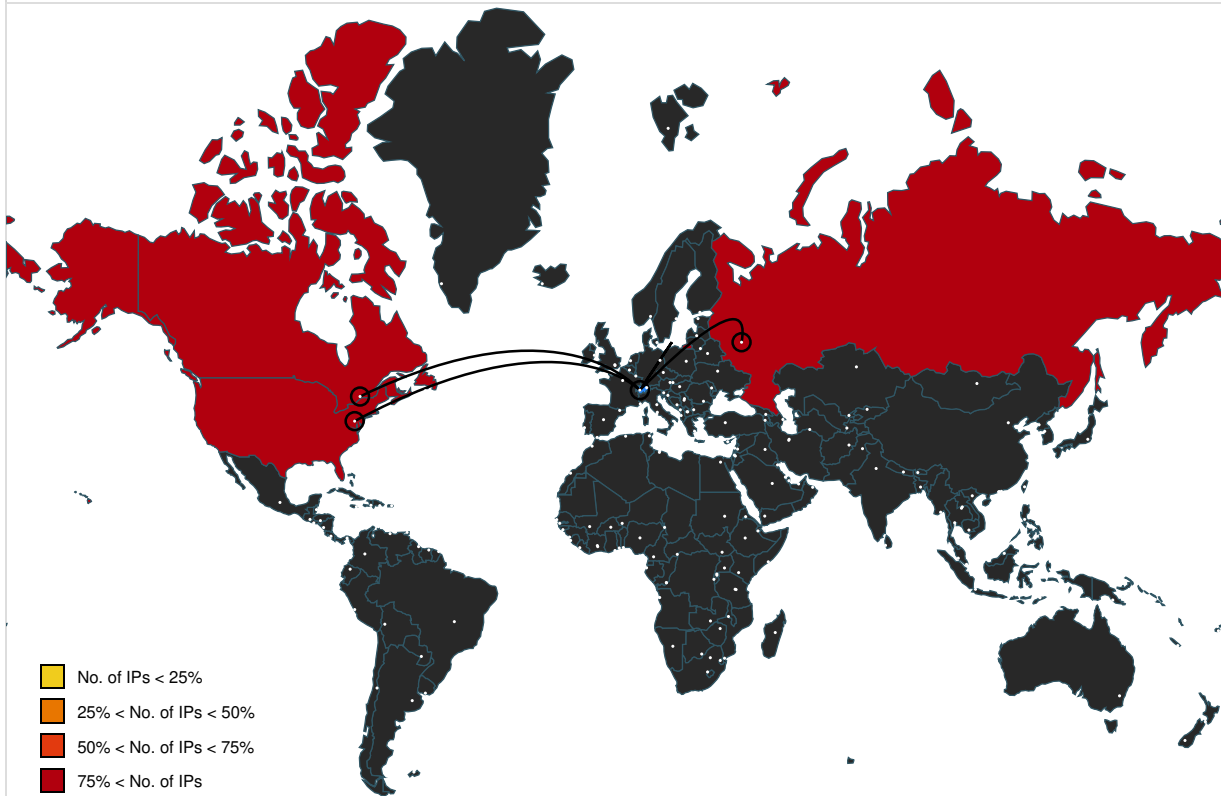 No. of IPs < 25%
25% < No. of IPs < 50%
50% < No. of IPs < 75%
75% < No. of IPs